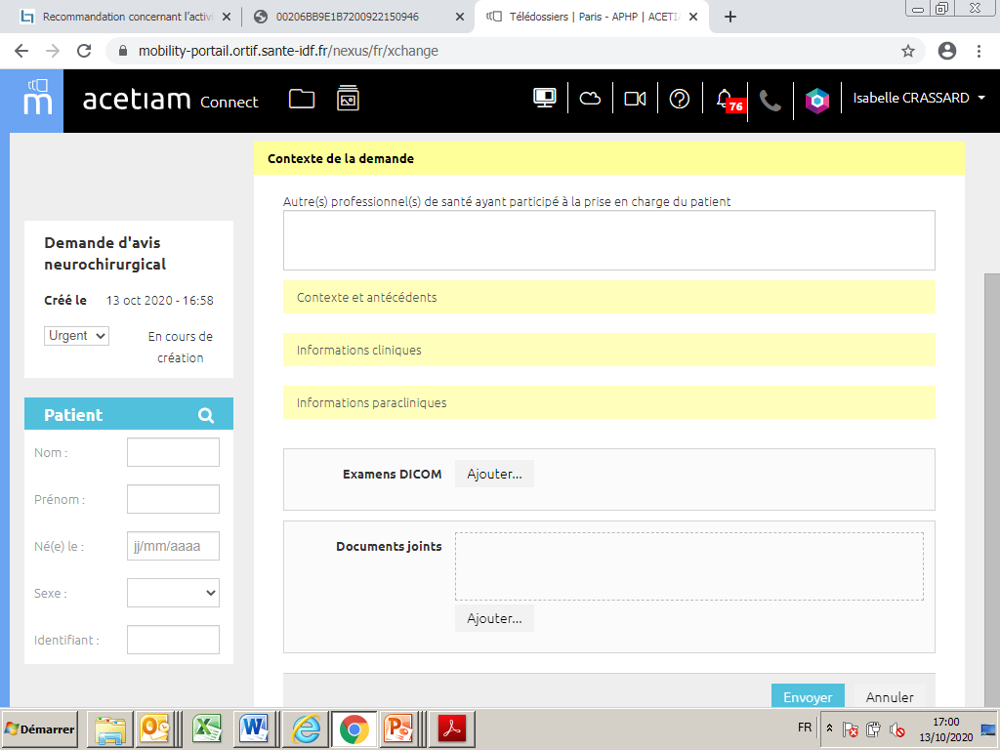 Recommandation concernant l'activi
00206BB9E1B7200922150946
Télédossiers | Paris - APHP | ACETI
mobility-portail.ortif.sante-idf.fr/nexus/fr/xchange
m
acetiam Connect
76
Isabelle CRASSARD
Contexte de la demande
Autre(s) professionnel(s) de santé ayant participé à la prise en charge du patient
Demande d'avis
neurochirurgical
Créé le 13 oct 2020 - 16:58
Urgent
En cours de
création
Contexte et antécédents
Informations cliniques
Informations paracliniques
Patient
Nom :
Prénom :
Né(e) le : jj/mm/aaaa
Sexe :
Identifiant :
Examens DICOM Ajouter...
Documents joints
Ajouter...
Envoyer Annuler
Démarrer
FR
17:00
13/10/2020